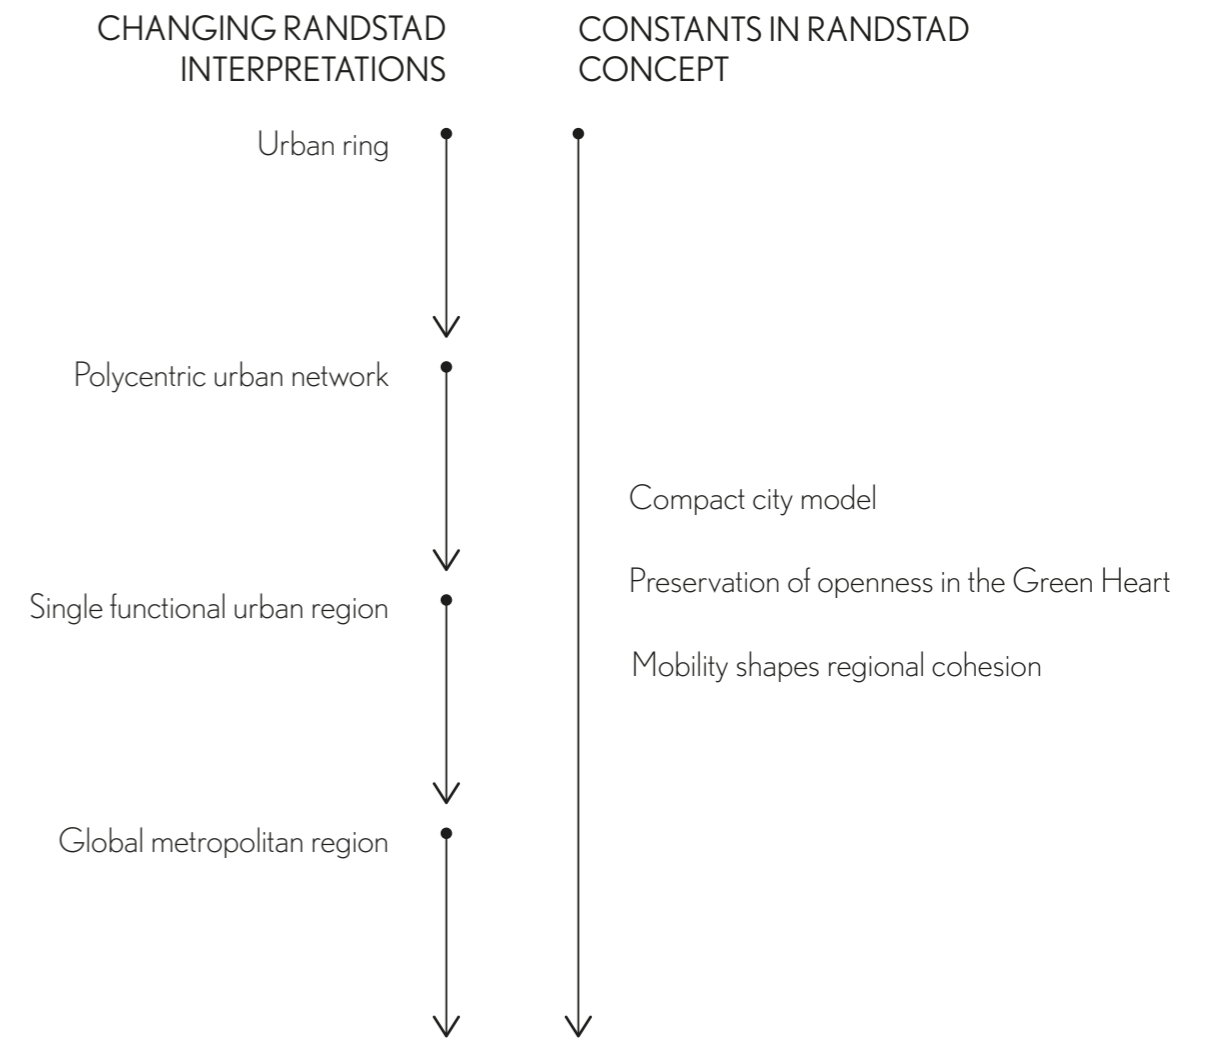 CHANGING RANDSTAD
INTERPRETATIONS
CONSTANTS IN RANDSTAD
CONCEPT
Urban ring
Polycentric urban network
Single functional urban region
Global metropolitan region
Compact city model
Preservation of openness in the Green Heart
Mobility shapes regional cohesion